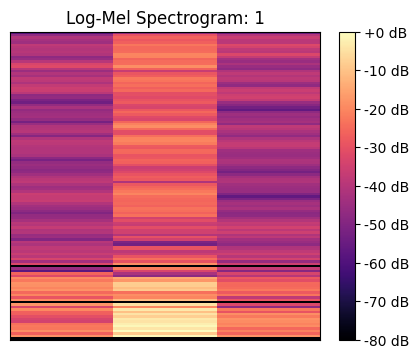 Log-Mel Spectrogram: 1
+0 dB
-10 dB
-20 dB
-30 dB
-40 dB
-50 dB
-60 dB
-70 dB
-80 dB